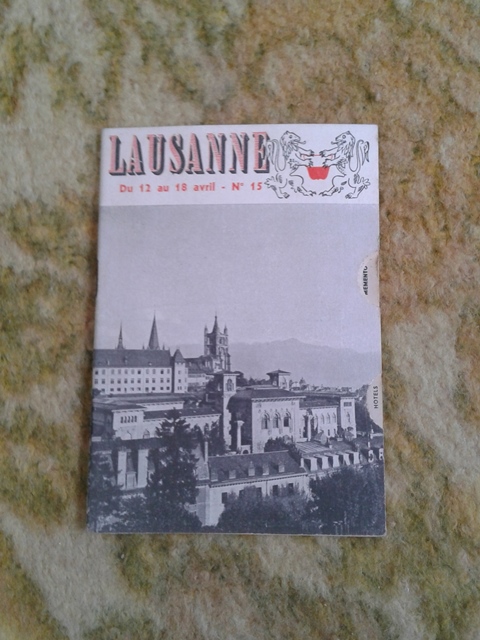 LAUSANNE
Du 12 au 18 avril - N° 15
MEMENTO
HOTELS